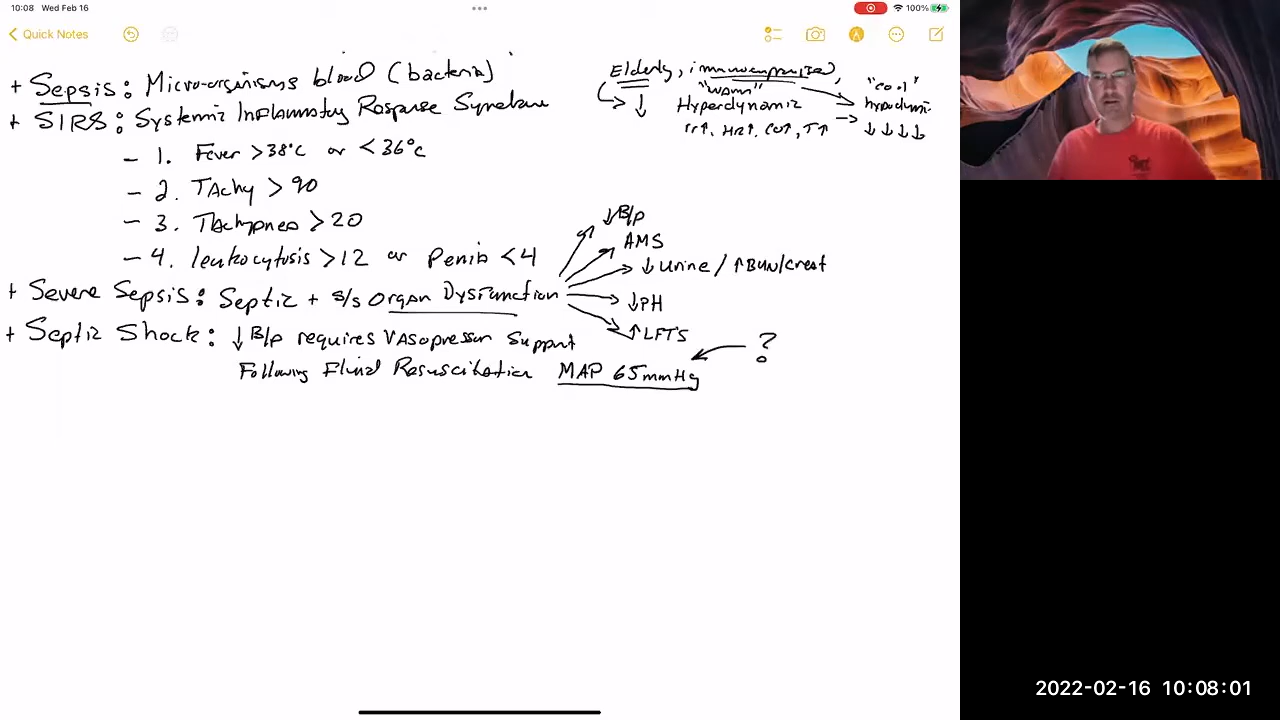 10:08 Wed Feb 16
100%
Quick Notes
+ Sepsis: Micro-organisms blood (bacteria)
+ SIRS: Systemic Inflammatory Response Syndrome
- 1. Fever >38°C or <36°C
- 2. TAchy > 90
- 3. TAchypnea > 20
- 4. leukocytosis >12 or penia <4
+ Severe Sepsis: Septic + s/s Organ Dysfunction
↓B/p
AMS
↓ Urine / ↑BUN/creat
↓PH
↑LFTS
+ Septic Shock: ↓ B/p requires VASopressor Support
Following Fluid Resuscitation MAP 65mmHg
?
Elderly, immunocompromised,
↓
"warm"
Hyperdynamic
↑, HR↑, CO↑, T↑
"cool"
hypodynamic
↓ ↓ ↓ ↓
2022-02-16 10:08:01